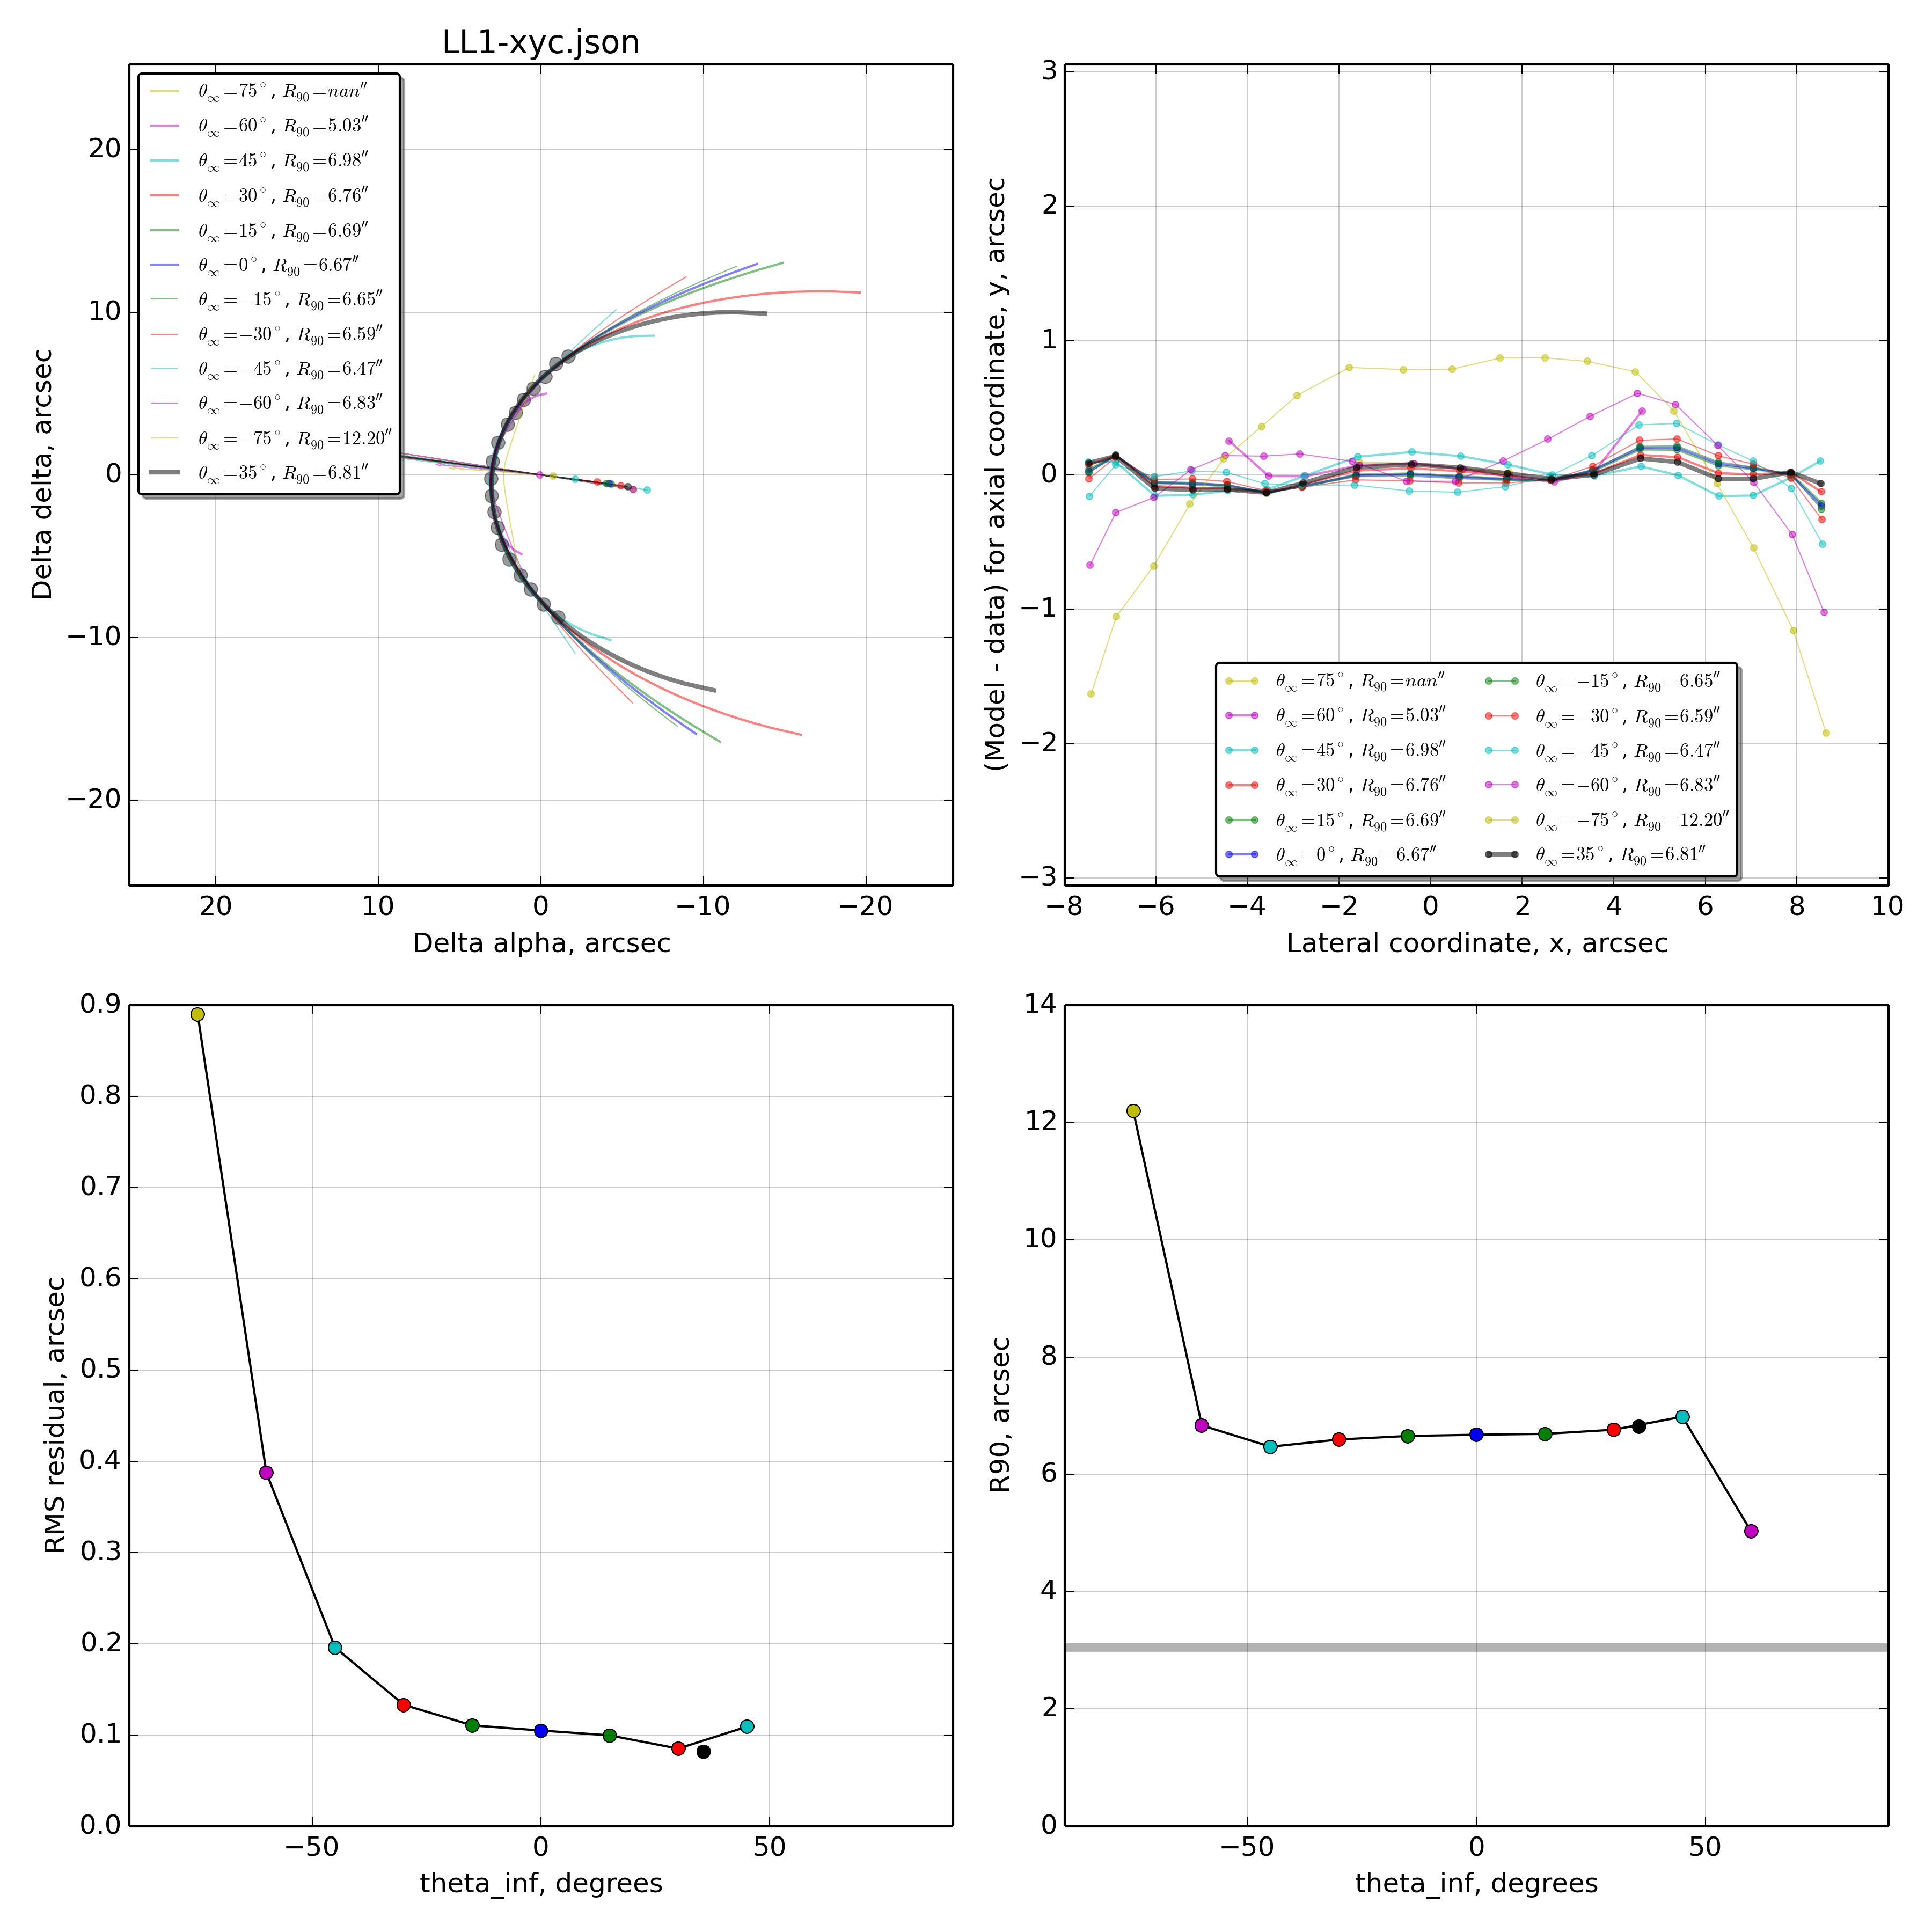 LL1-xyc.json
θ∞=75°, R90=nan″
θ∞=60°, R90=5.03″
θ∞=45°, R90=6.98″
θ∞=30°, R90=6.76″
θ∞=15°, R90=6.69″
θ∞=0°, R90=6.67″
θ∞=−15°, R90=6.65″
θ∞=−30°, R90=6.59″
θ∞=−45°, R90=6.47″
θ∞=−60°, R90=6.83″
θ∞=−75°, R90=12.20″
θ∞=35°, R90=6.81″
20
10
0
−10
−20
Delta delta, arcsec
20 10 0 −10 −20
Delta alpha, arcsec
3
2
1
0
−1
−2
−3
(Model - data) for axial coordinate, y, arcsec
θ∞=75°, R90=nan″ θ∞=−15°, R90=6.65″
θ∞=60°, R90=5.03″ θ∞=−30°, R90=6.59″
θ∞=45°, R90=6.98″ θ∞=−45°, R90=6.47″
θ∞=30°, R90=6.76″ θ∞=−60°, R90=6.83″
θ∞=15°, R90=6.69″ θ∞=−75°, R90=12.20″
θ∞=0°, R90=6.67″ θ∞=35°, R90=6.81″
−8 −6 −4 −2 0 2 4 6 8 10
Lateral coordinate, x, arcsec
0.9
0.8
0.7
0.6
0.5
0.4
0.3
0.2
0.1
0.0
RMS residual, arcsec
−50 0 50
theta_inf, degrees
14
12
10
8
6
4
2
0
R90, arcsec
−50 0 50
theta_inf, degrees